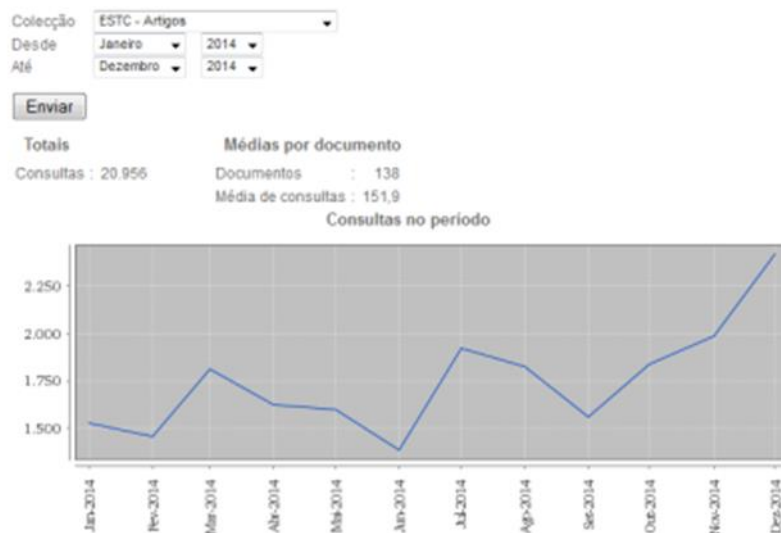 Colecção ESTC - Artigos
Desde Janeiro 2014
Até Dezembro 2014
Enviar
Totais Médias por documento
Consultas : 20.956 Documentos : 138
Média de consultas : 151,9
Consultas no período
2.250
2.000
1.750
1.500
Jan-2014 Fev-2014 Mar-2014 Abr-2014 Mai-2014 Jun-2014 Jul-2014 Ago-2014 Set-2014 Out-2014 Nov-2014 Dez-2014